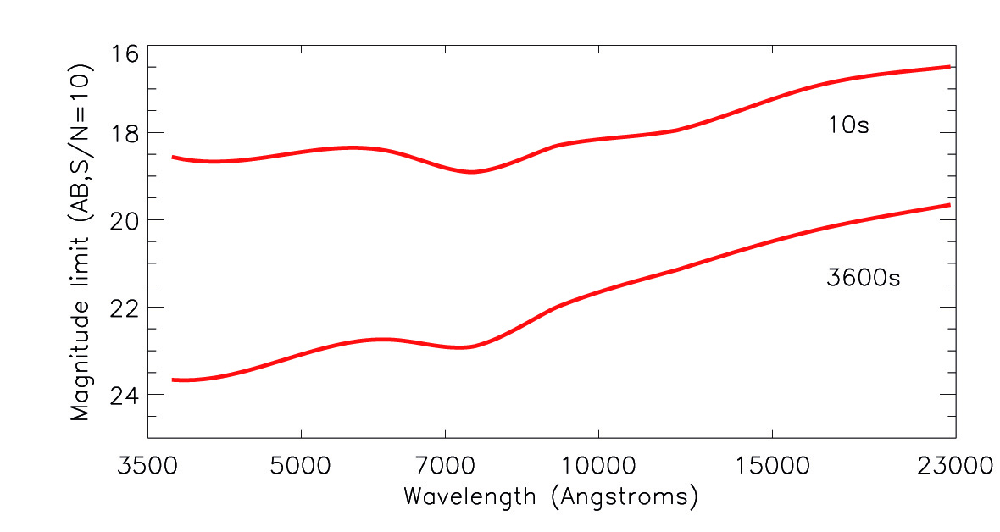 Magnitude limit (AB,S/N=10)
16
18
20
22
24
10s
3600s
3500 5000 7000 10000 15000 23000
Wavelength (Angstroms)